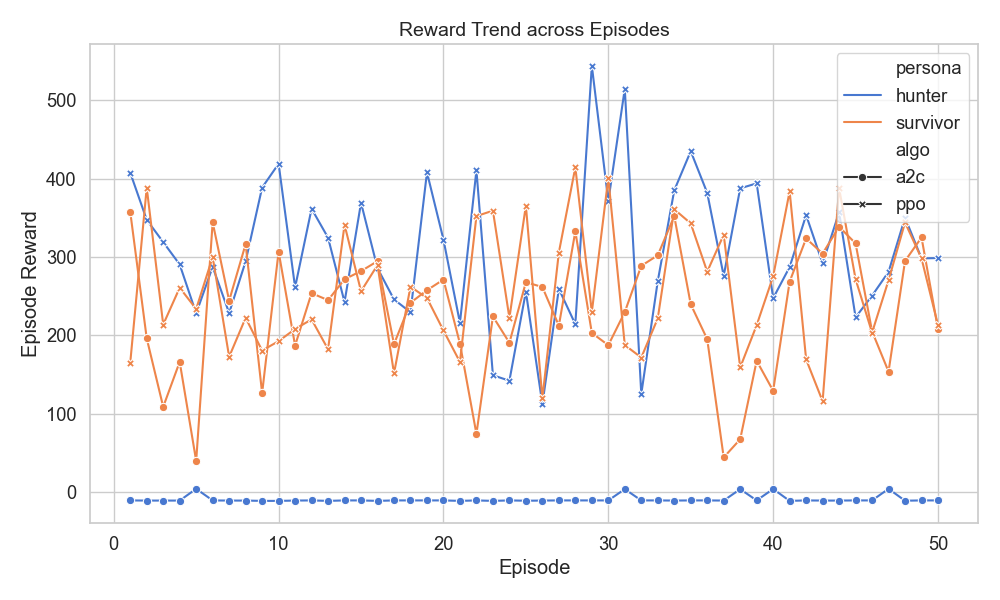 Reward Trend across Episodes
Episode Reward
500
400
300
200
100
0
persona
hunter
survivor
algo
a2c
ppo
0 10 20 30 40 50
Episode